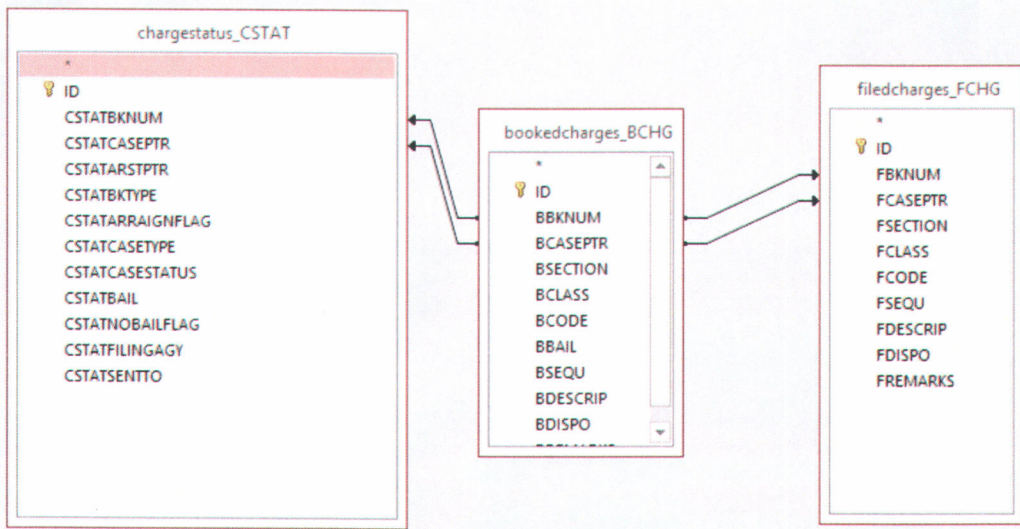 chargestatus_CSTAT
*
ID
CSTATBKNUM
CSTATCASEPTR
CSTATARSTPTR
CSTATBKTYPE
CSTATARRAIGNFLAG
CSTATCASETYPE
CSTATCASESTATUS
CSTATBAIL
CSTATNOBAILFLAG
CSTATFILINGAGY
CSTATSENTTO
bookedcharges_BCHG
*
ID
BBKNUM
BCASEPTR
BSECTION
BCLASS
BCODE
BBAIL
BSEQU
BDESCRIP
BDISPO
filedcharges_FCHG
*
ID
FBKNUM
FCASEPTR
FSECTION
FCLASS
FCODE
FSEQU
FDESCRIP
FDISPO
FREMARKS